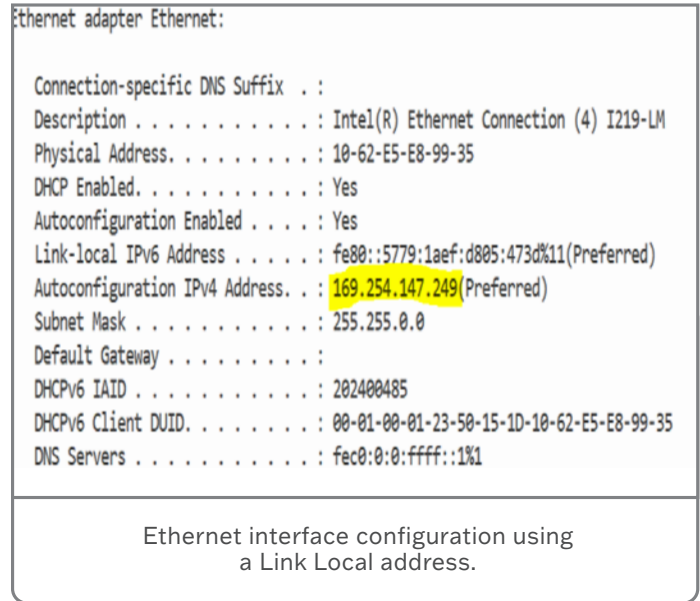 Ethernet adapter Ethernet:
Connection-specific DNS Suffix . :
Description . . . . . . . . . . . : Intel(R) Ethernet Connection (4) I219-LM
Physical Address. . . . . . . . . : 10-62-E5-E8-99-35
DHCP Enabled. . . . . . . . . . . : Yes
Autoconfiguration Enabled . . . . : Yes
Link-local IPv6 Address . . . . . : fe80::5779:1aef:d805:473d%11(Preferred)
Autoconfiguration IPv4 Address. . : 169.254.147.249(Preferred)
Subnet Mask . . . . . . . . . . . : 255.255.0.0
Default Gateway . . . . . . . . . :
DHCPv6 IAID . . . . . . . . . . . : 202400485
DHCPv6 Client DUID. . . . . . . . : 00-01-00-01-23-50-15-1D-10-62-E5-E8-99-35
DNS Servers . . . . . . . . . . . : fec0:0:0:ffff::1%1
Ethernet interface configuration using
a Link Local address.